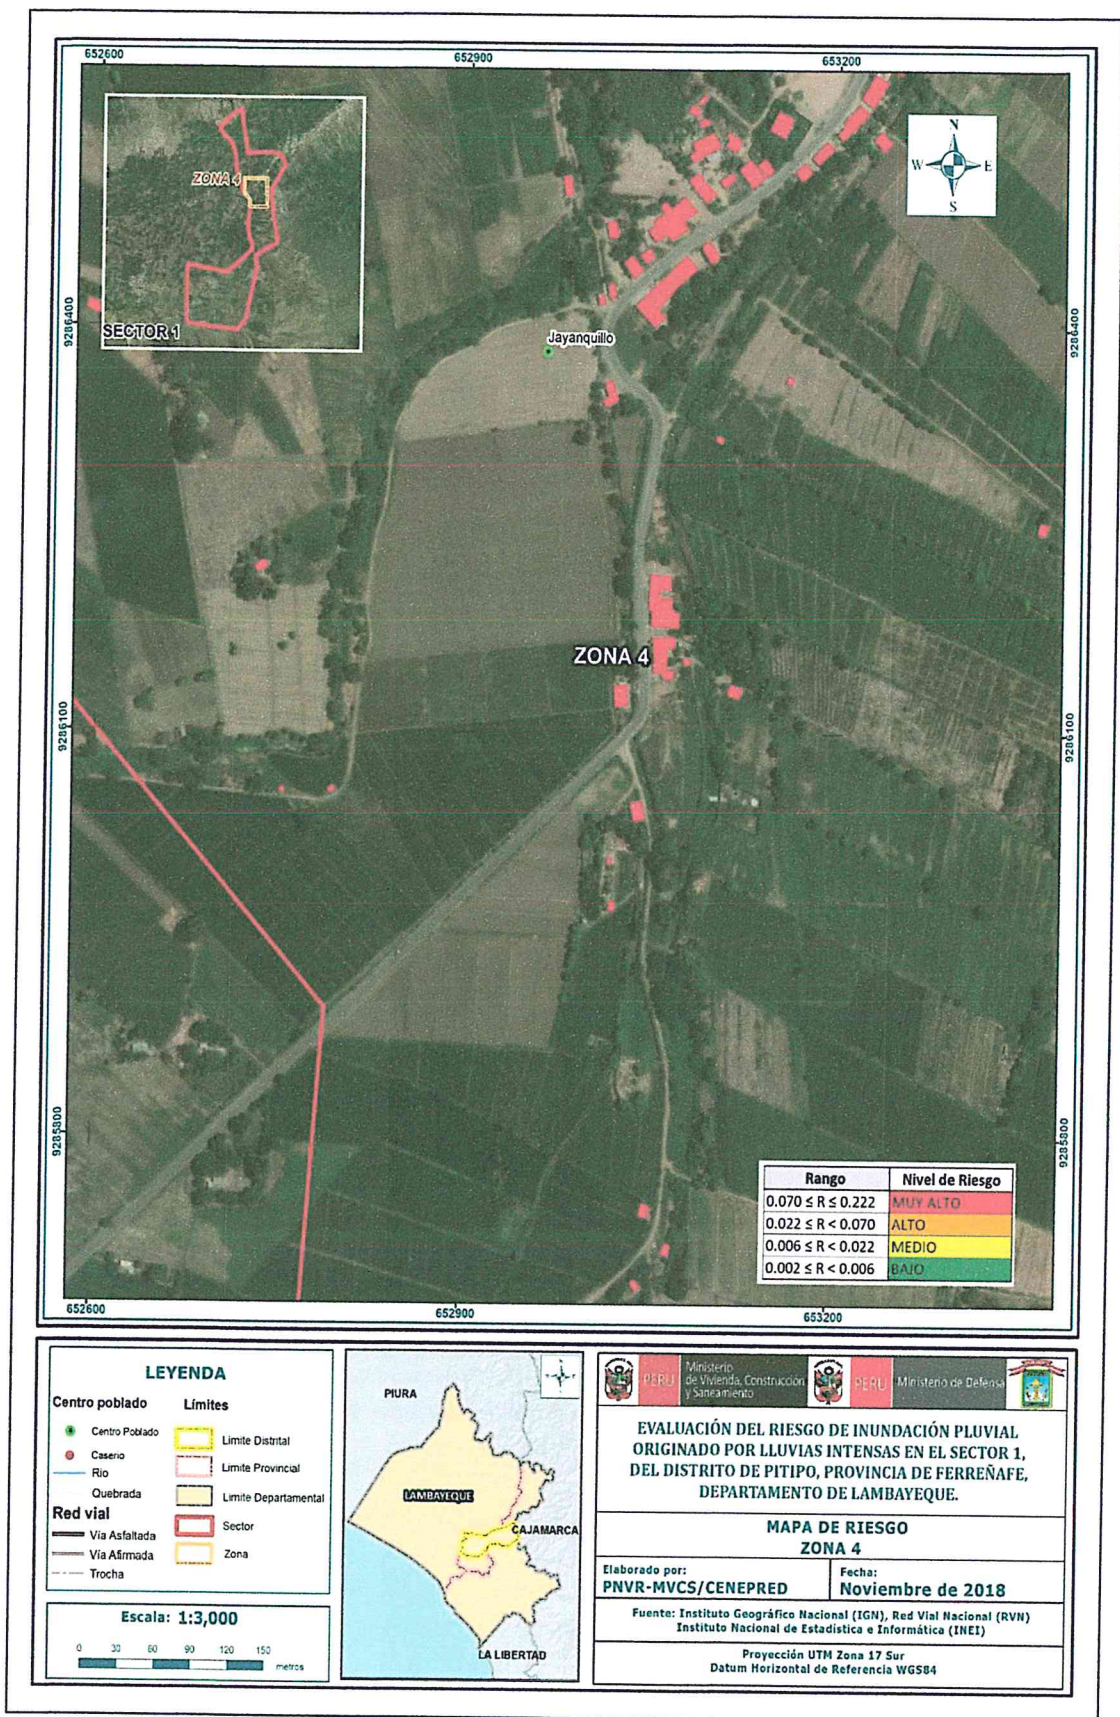 652600
652900
653200
ZONA 4
SECTOR 1
N
W
E
S
9286400
9286400
Jayanquillo
ZONA 4
9286100
9286100
9285800
9285800
Rango
Nivel de Riesgo
0.070 ≤ R ≤ 0.222
MUY ALTO
0.022 ≤ R < 0.070
ALTO
0.006 ≤ R < 0.022
MEDIO
0.002 ≤ R < 0.006
BAJO
652600
652900
653200
LEYENDA
Centro poblado
Centro Poblado
Caserio
Rio
Quebrada
Red vial
Vía Asfaltada
Vía Afirmada
Trocha
Límites
Limite Distrital
Limite Provincial
Limite Departamental
Sector
Zona
Escala: 1:3,000
0 30 60 90 120 150
metros
PIURA
LAMBAYEQUE
CAJAMARCA
LA LIBERTAD
PERÚ
Ministerio
de Vivienda, Construcción
y Saneamiento
PERÚ
Ministerio de Defensa
EVALUACIÓN DEL RIESGO DE INUNDACIÓN PLUVIAL
ORIGINADO POR LLUVIAS INTENSAS EN EL SECTOR 1,
DEL DISTRITO DE PITIPO, PROVINCIA DE FERREÑAFE,
DEPARTAMENTO DE LAMBAYEQUE.
MAPA DE RIESGO
ZONA 4
Elaborado por:
PNVR-MVCS/CENEPRED
Fecha:
Noviembre de 2018
Fuente: Instituto Geográfico Nacional (IGN), Red Vial Nacional (RVN)
Instituto Nacional de Estadistica e Informática (INEI)
Proyección UTM Zona 17 Sur
Datum Horizontal de Referencia WGS84